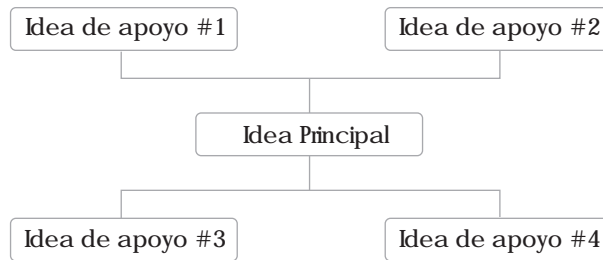 Idea de apoyo #1
Idea de apoyo #2
Idea Principal
Idea de apoyo #3
Idea de apoyo #4